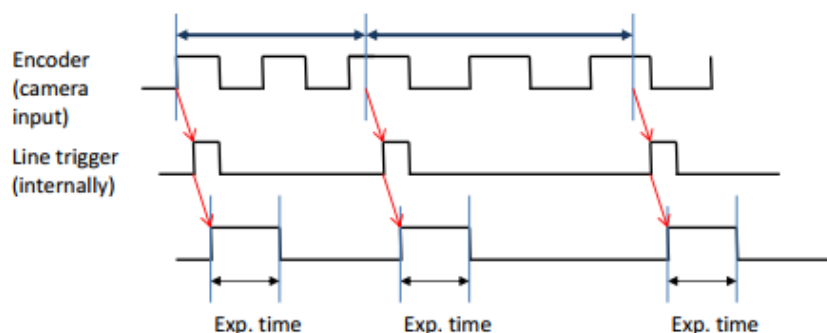 Encoder
(camera
input)
Line trigger
(internally)
Exp. time
Exp. time
Exp. time